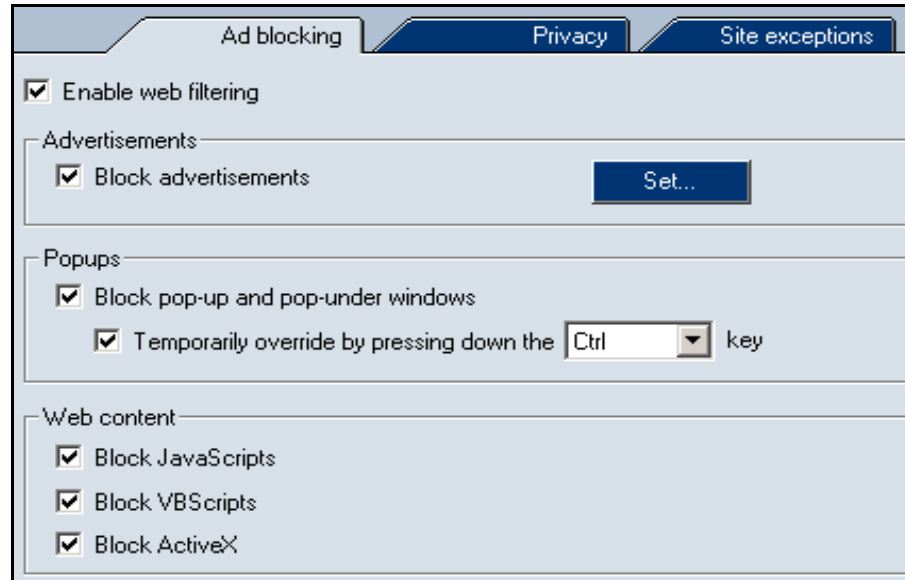 Ad blocking Privacy Site exceptions
Enable web filtering
Advertisements
Block advertisements Set...
Popups
Block pop-up and pop-under windows
Temporarily override by pressing down the Ctrl key
Web content
Block JavaScripts
Block VBScripts
Block ActiveX